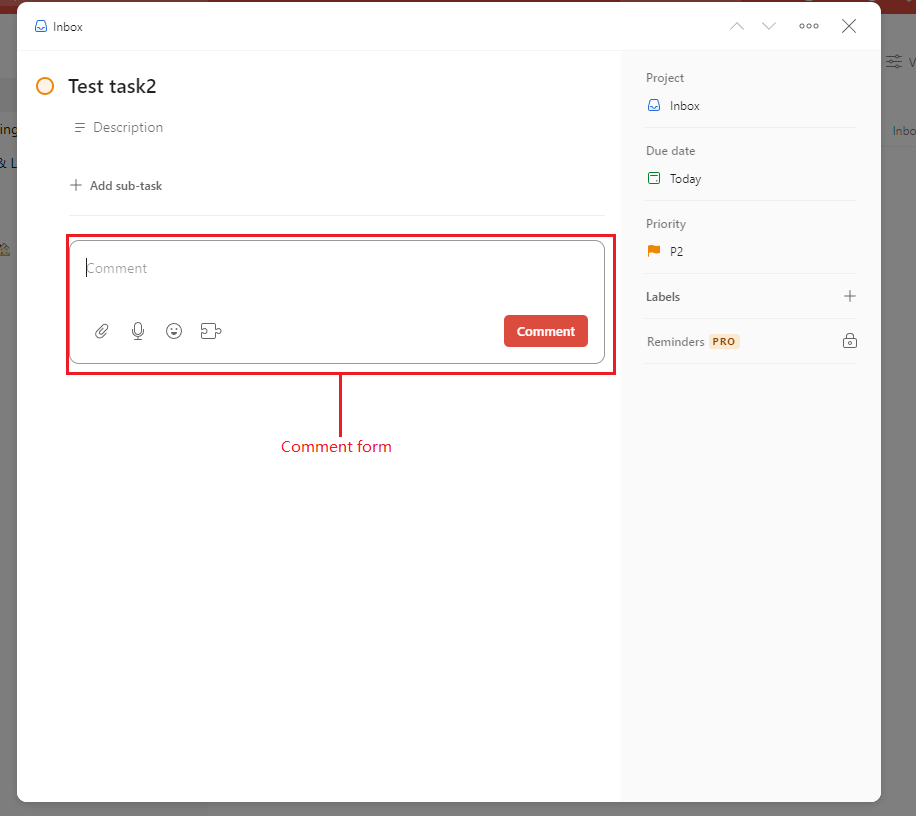 Inbox
Test task2
Description
Add sub-task
Comment
Comment
Comment form
Project
Inbox
Due date
Today
Priority
P2
Labels
Reminders PRO
ing
& L
Inbo